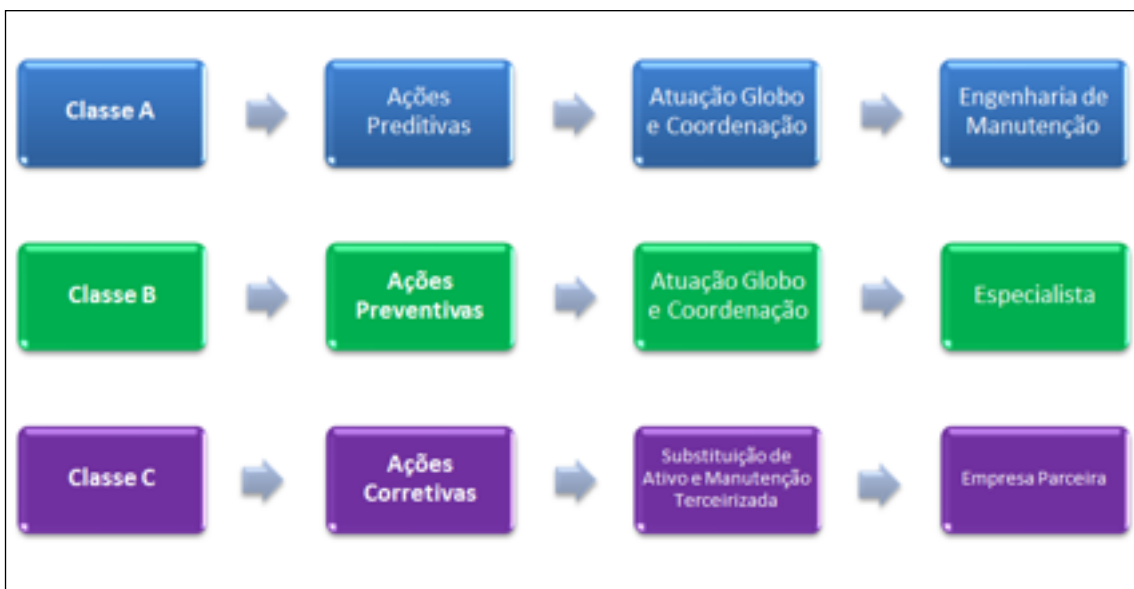 Classe A
Ações
Preditivas
Atuação Globo
e Coordenação
Engenharia de
Manutenção
Classe B
Ações
Preventivas
Atuação Globo
e Coordenação
Especialista
Classe C
Ações
Corretivas
Substituição de
Ativo e Manutenção
Terceirizada
Empresa Parceira